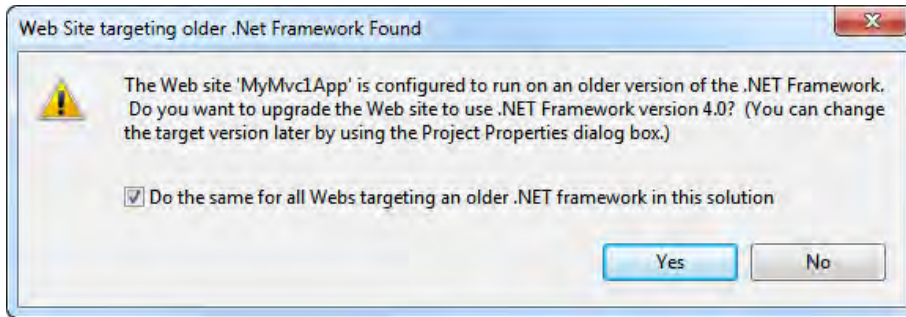 Web Site targeting older .Net Framework Found
The Web site 'MyMvc1App' is configured to run on an older version of the .NET Framework.
Do you want to upgrade the Web site to use .NET Framework version 4.0? (You can change
the target version later by using the Project Properties dialog box.)
Do the same for all Webs targeting an older .NET framework in this solution
Yes No